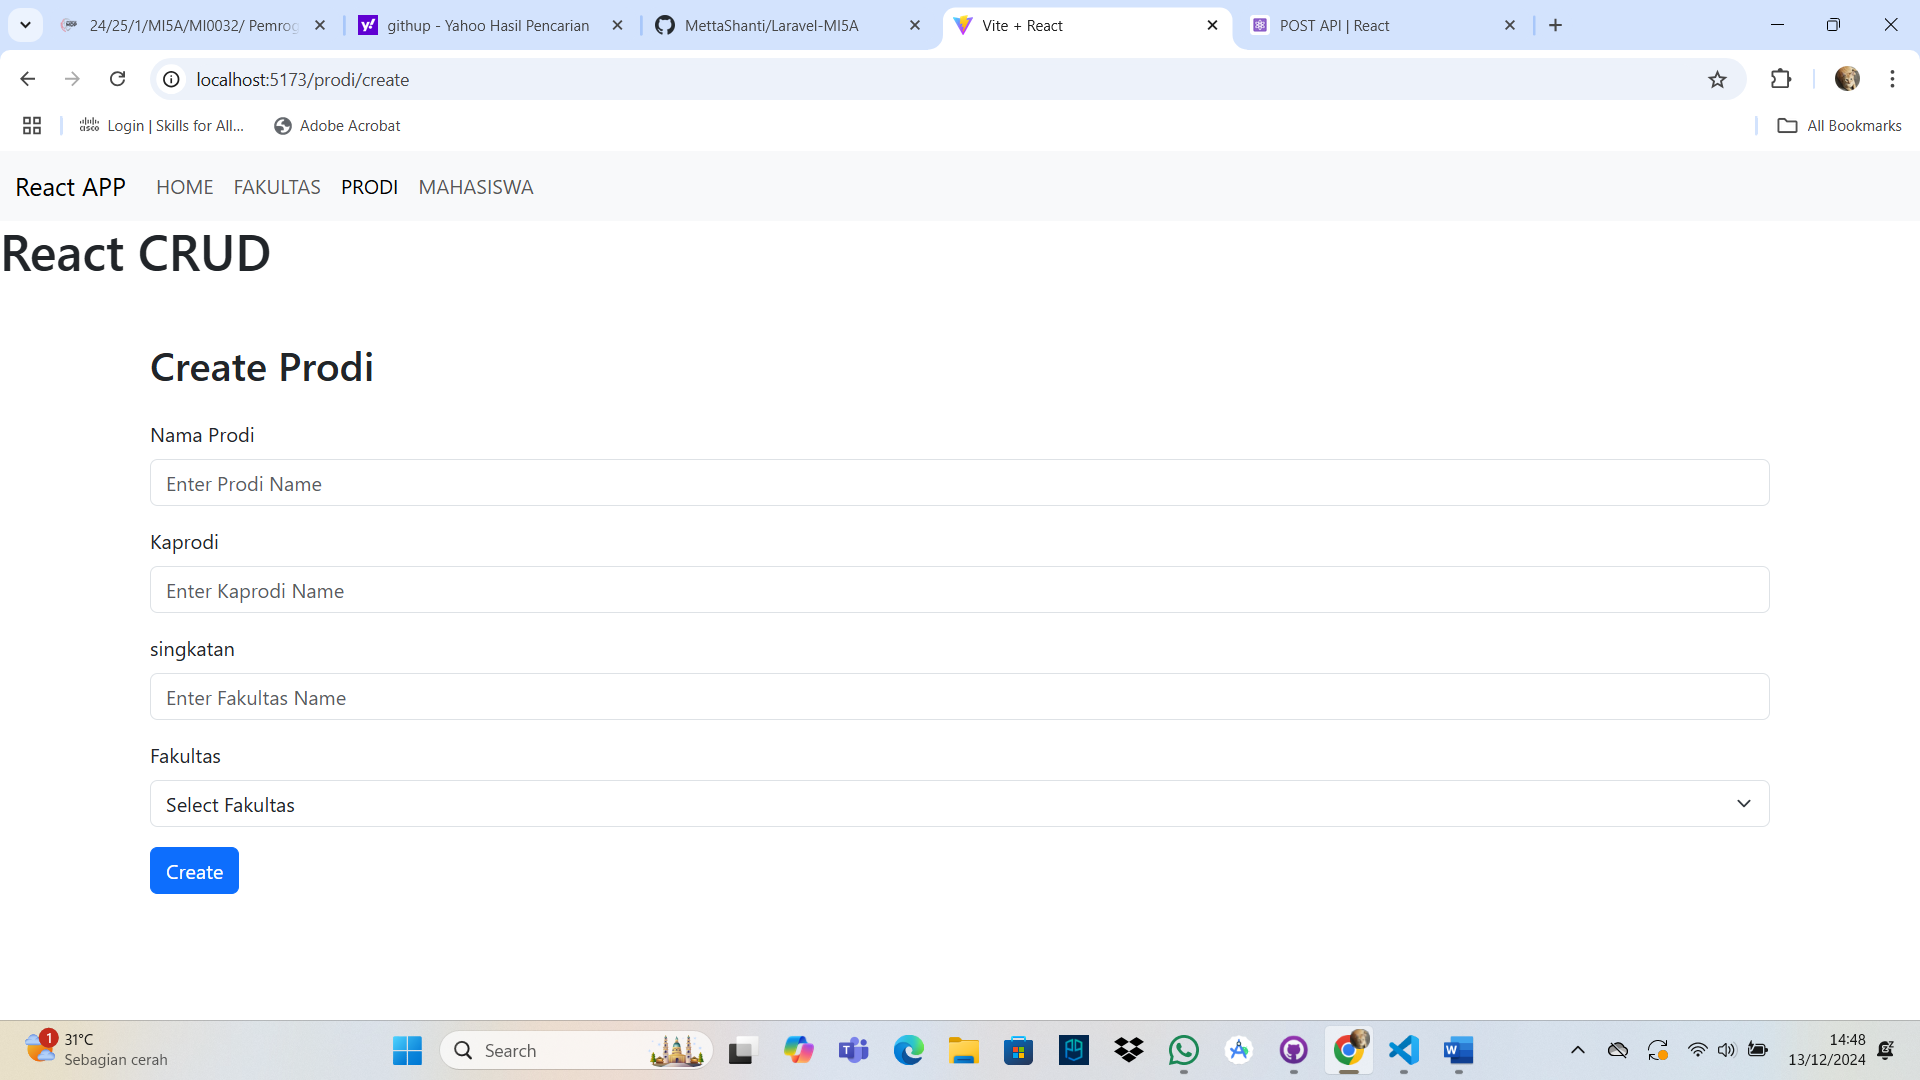 24/25/1/MI5A/MI0032/ Pemrog
githup - Yahoo Hasil Pencarian
MettaShanti/Laravel-MI5A
Vite + React
POST API | React
localhost:5173/prodi/create
Login | Skills for All...
Adobe Acrobat
All Bookmarks
React APP HOME FAKULTAS PRODI MAHASISWA
React CRUD
Create Prodi
Nama Prodi
Enter Prodi Name
Kaprodi
Enter Kaprodi Name
singkatan
Enter Fakultas Name
Fakultas
Select Fakultas
Create
1
31°C
Sebagian cerah
Search
14:48
13/12/2024